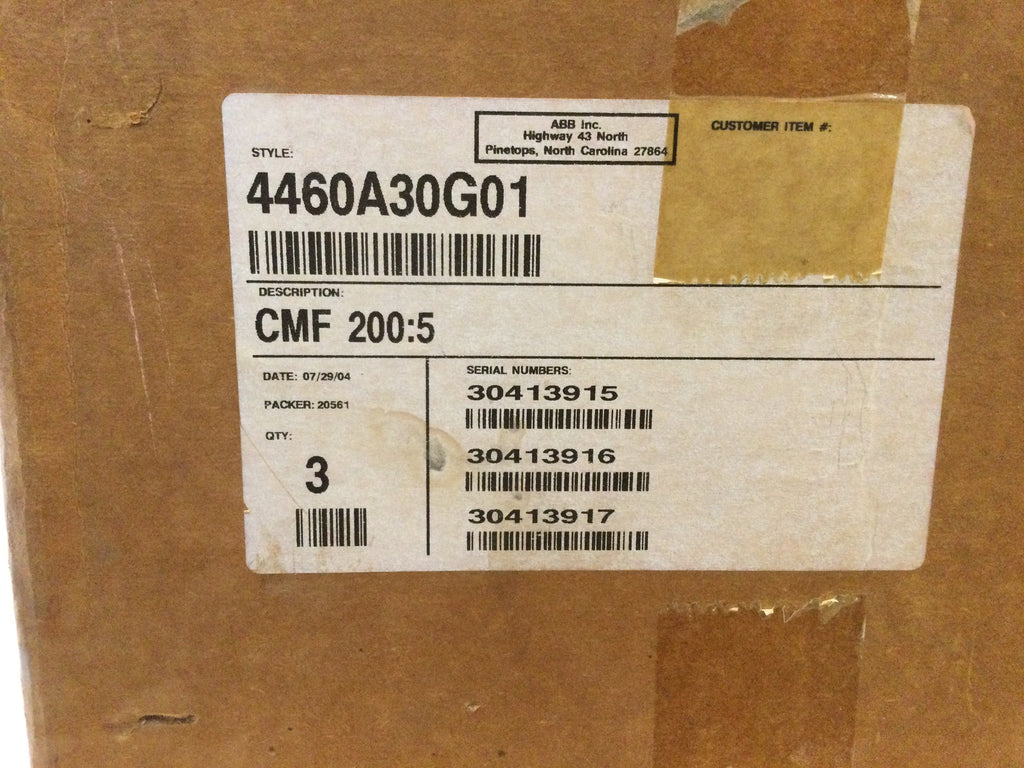 ABB Inc.
Highway 43 North
Pinetops, North Carolina 27864
CUSTOMER ITEM #:
STYLE:
4460A30G01
DESCRIPTION:
CMF 200:5
DATE: 07/29/04
PACKER: 20561
QTY:
3
SERIAL NUMBERS:
30413915
30413916
30413917